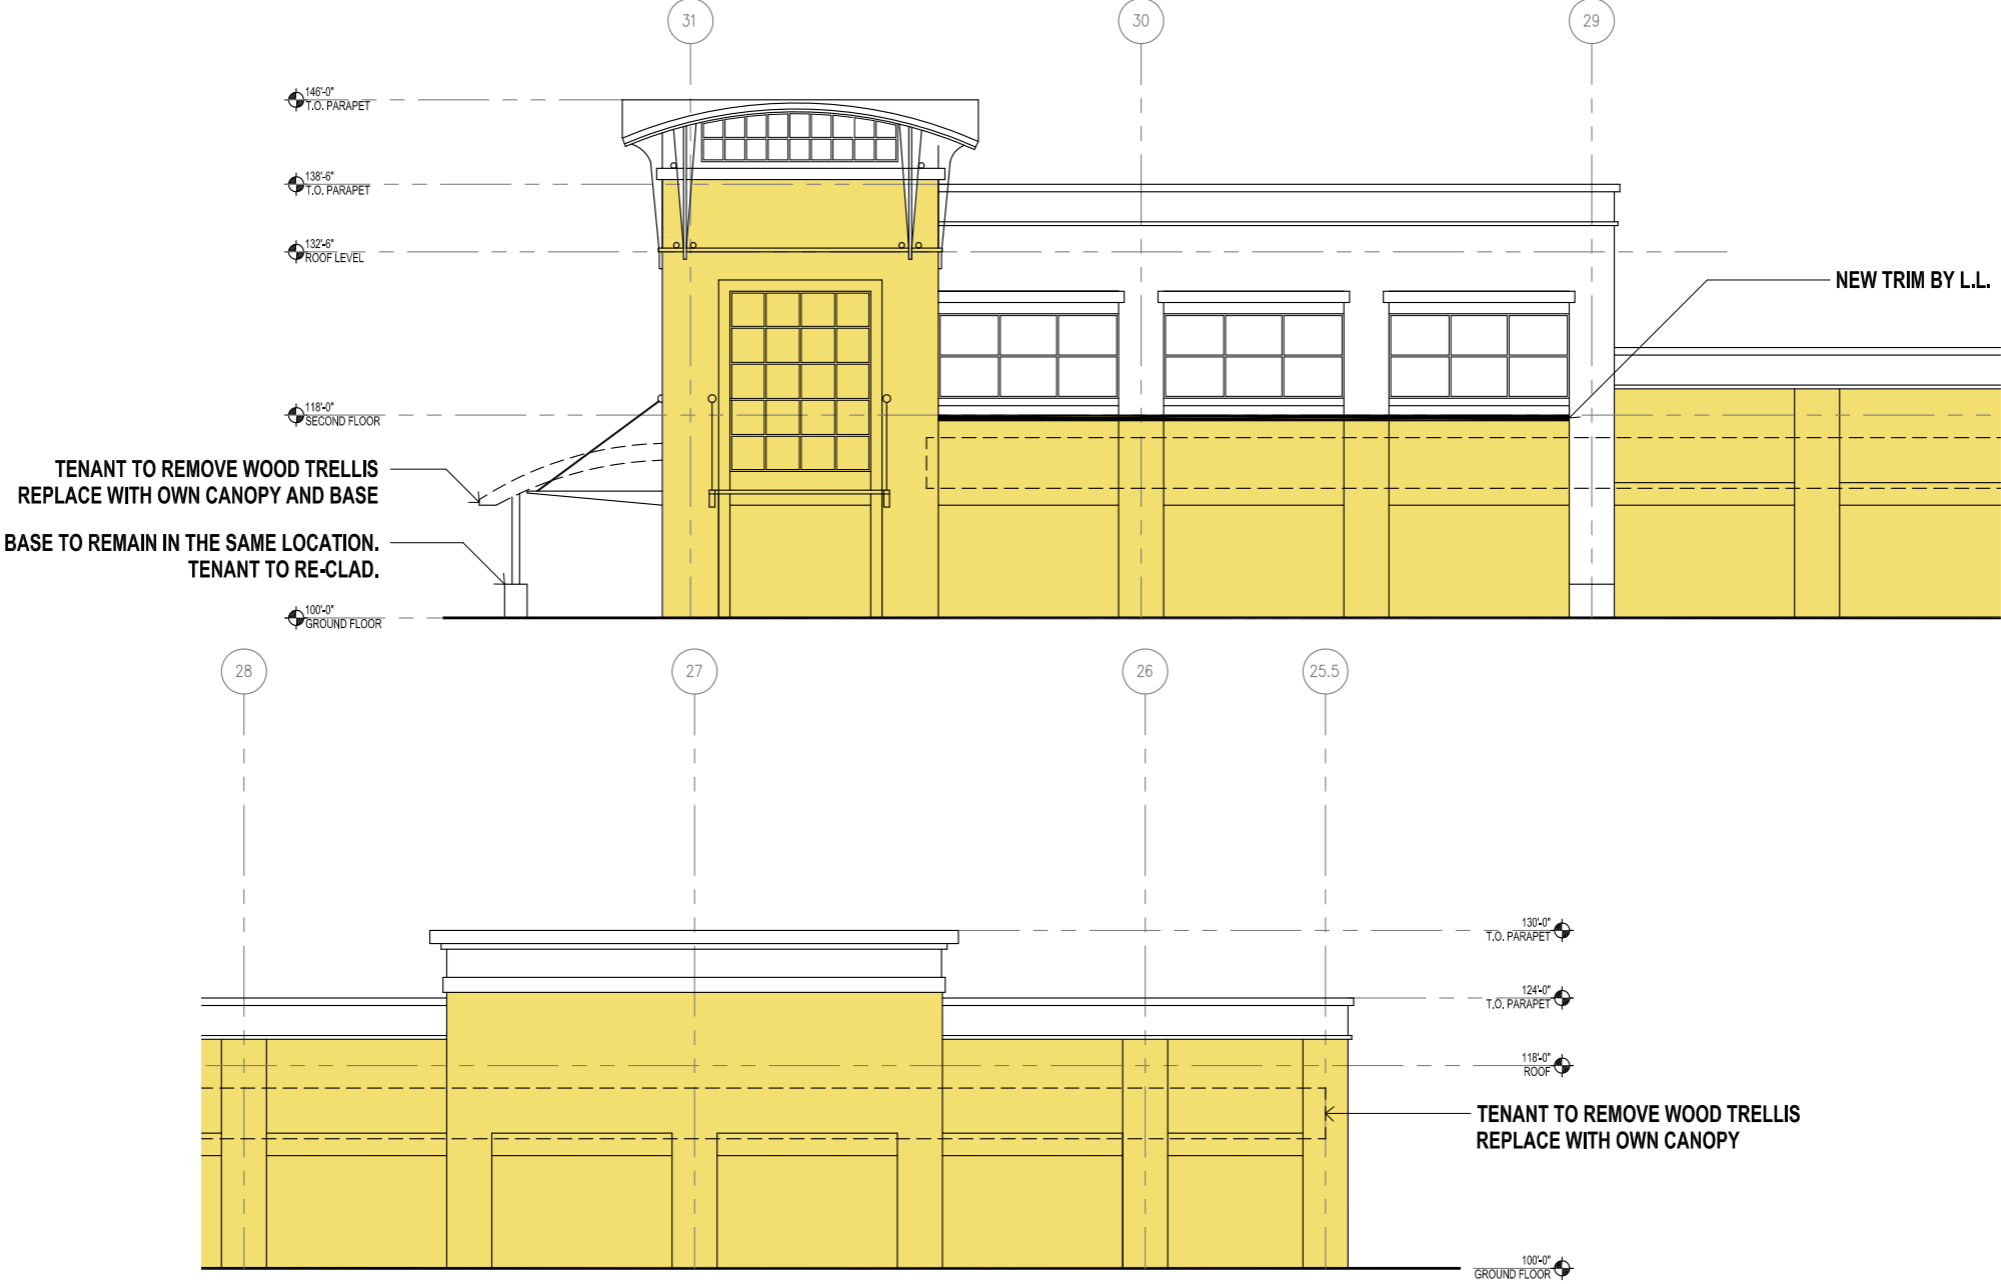 31
30
29
146'-0"
T.O. PARAPET
138'-6"
T.O. PARAPET
132'-6"
ROOF LEVEL
NEW TRIM BY L.L.
118'-0"
SECOND FLOOR
TENANT TO REMOVE WOOD TRELLIS
REPLACE WITH OWN CANOPY AND BASE
BASE TO REMAIN IN THE SAME LOCATION.
TENANT TO RE-CLAD.
100'-0"
GROUND FLOOR
28
27
26
25.5
130'-0"
T.O. PARAPET
124'-0"
T.O. PARAPET
118'-0"
ROOF
TENANT TO REMOVE WOOD TRELLIS
REPLACE WITH OWN CANOPY
100'-0"
GROUND FLOOR